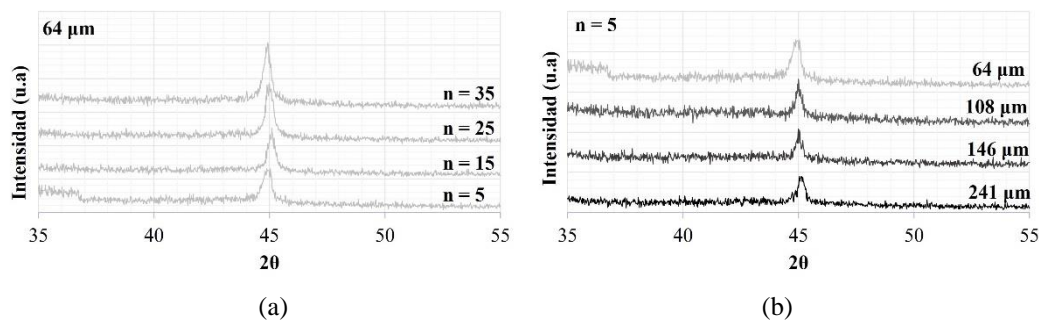 64 µm
Intensidad (u.a)
n = 35
n = 25
n = 15
n = 5
35 40 45 50 55
2θ
(a)
n = 5
Intensidad (u.a)
64 µm
108 µm
146 µm
241 µm
35 40 45 50 55
2θ
(b)